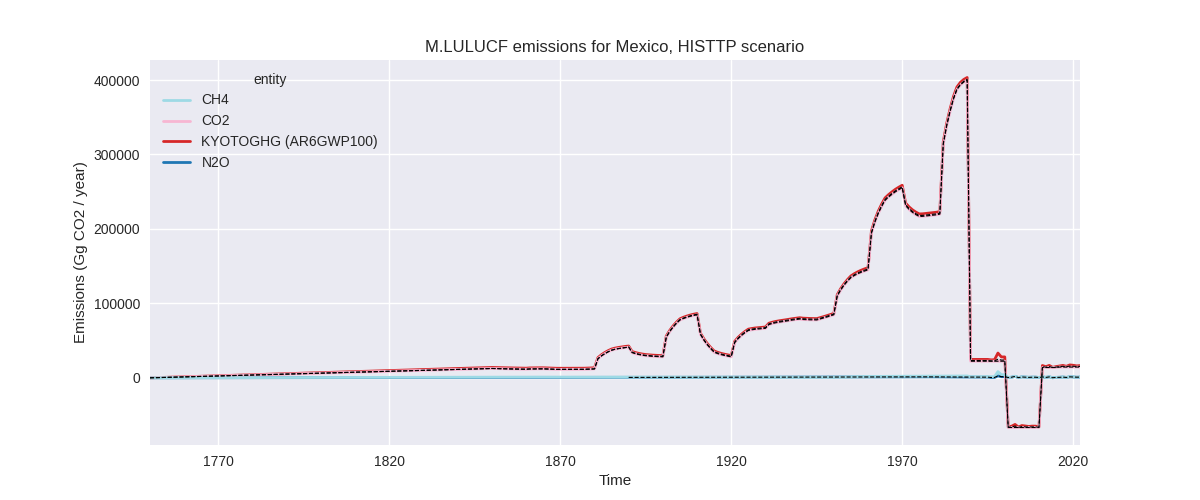 M.LULUCF emissions for Mexico, HISTTP scenario
Emissions (Gg CO2 / year)
400000
300000
200000
100000
0
entity
CH4
CO2
KYOTOGHG (AR6GWP100)
N2O
1770 1820 1870 1920 1970 2020
Time